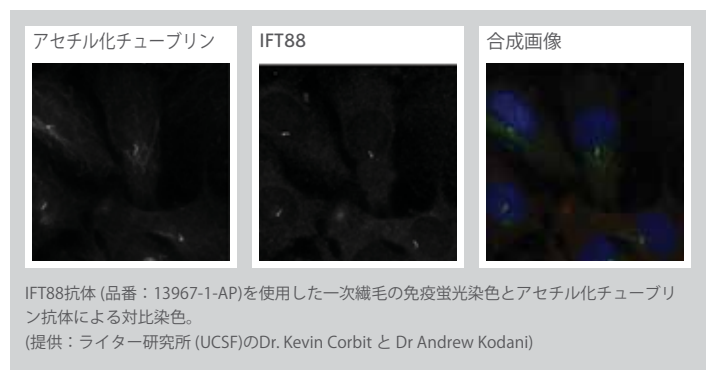 アセチル化チューブリン
IFT88
合成画像
IFT88抗体 (品番：13967-1-AP)を使用した一次繊毛の免疫蛍光染色とアセチル化チューブリ
ン抗体による対比染色。
(提供：ライター研究所 (UCSF)のDr. Kevin Corbit と Dr Andrew Kodani)